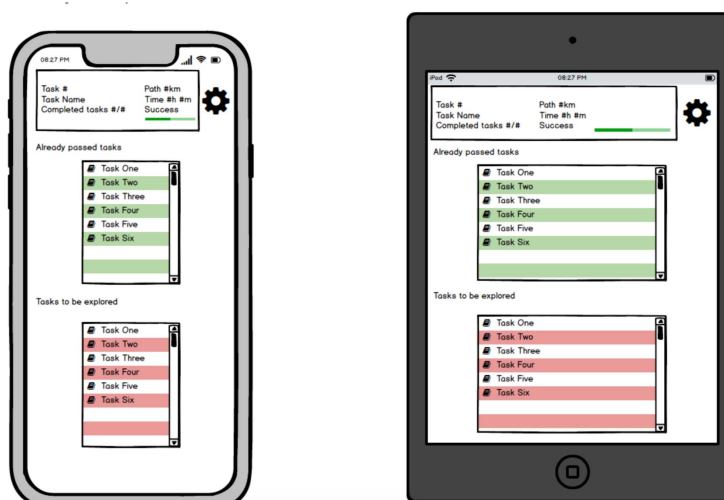 08:27 PM
Task #
Path #km
Task Name
Time #h #m
Completed tasks #/#
Success
Already passed tasks
Task One
Task Two
Task Three
Task Four
Task Five
Task Six
Tasks to be explored
Task One
Task Two
Task Three
Task Four
Task Five
Task Six
iPad
08:27 PM
Task #
Path #km
Task Name
Time #h #m
Completed tasks #/#
Success
Already passed tasks
Task One
Task Two
Task Three
Task Four
Task Five
Task Six
Tasks to be explored
Task One
Task Two
Task Three
Task Four
Task Five
Task Six